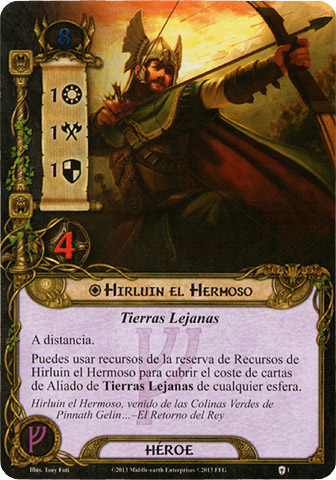 8
1
1
1
4
Hirluin el Hermoso
Tierras Lejanas
A distancia.
Puedes usar recursos de la reserva de Recursos de
Hirluin el Hermoso para cubrir el coste de cartas
de Aliado de Tierras Lejanas de cualquier esfera.
Hirluin el Hermoso, venido de las Colinas Verdes de
Pinnath Gelin...–El Retorno del Rey
HÉROE
Illus. Tony Foti
©2013 Middle-earth Enterprises ©2013 FFG
1